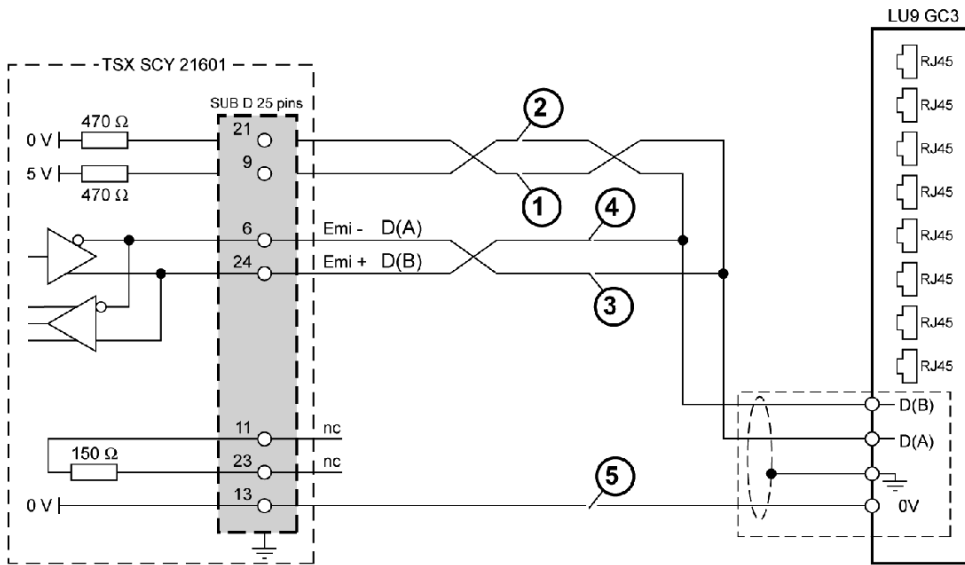 LU9 GC3
TSX SCY 21601
SUB D 25 pins
0 V
470 Ω
21
5 V
470 Ω
9
2
1
6
Emi - D(A)
4
24
Emi + D(B)
3
RJ45
RJ45
RJ45
RJ45
RJ45
RJ45
RJ45
RJ45
D(B)
D(A)
11
nc
150 Ω
23
nc
0 V
13
5
0V